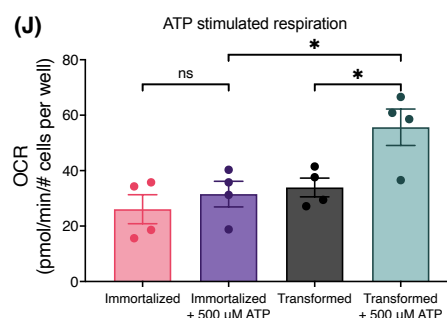 (J)
ATP stimulated respiration
*
ns
*
80
60
40
20
0
OCR
(pmol/min/# cells per well)
Immortalized
Immortalized
+ 500 uM ATP
Transformed
Transformed
+ 500 µM ATP